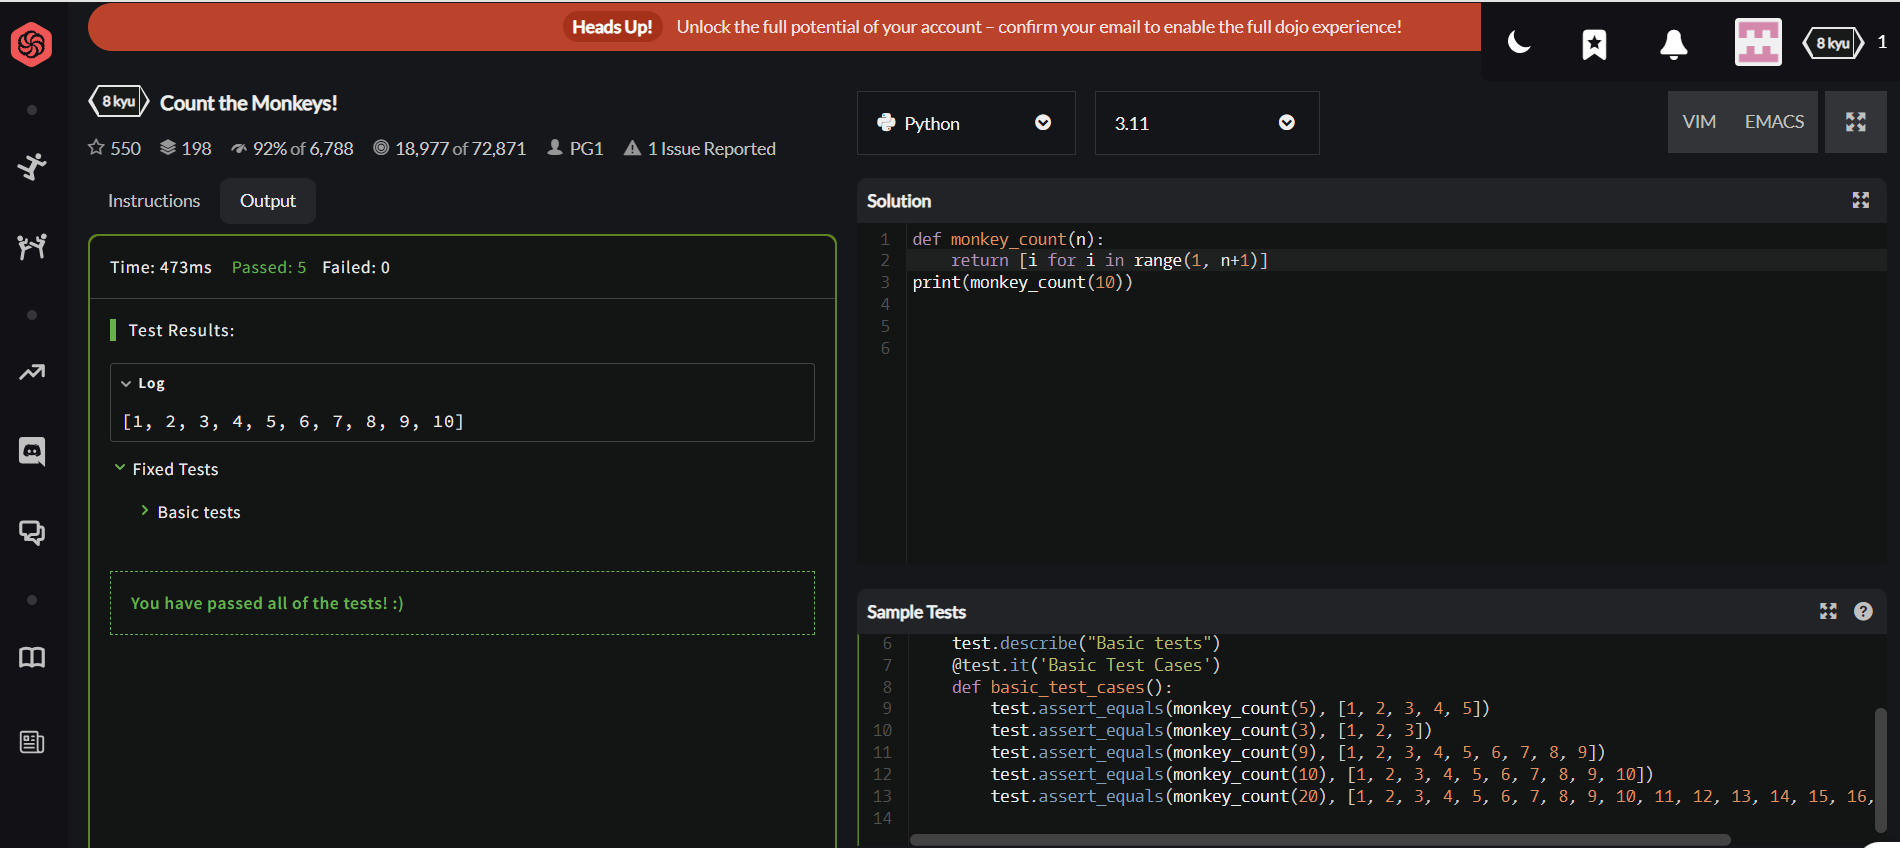 Heads Up! Unlock the full potential of your account – confirm your email to enable the full dojo experience!
8 kyu 1
8 kyu Count the Monkeys!
550 198 92% of 6,788 18,977 of 72,871 PG1 1 Issue Reported
Python
3.11
VIM EMACS
Instructions Output
Time: 473ms Passed: 5 Failed: 0
Test Results:
Log
[1, 2, 3, 4, 5, 6, 7, 8, 9, 10]
Fixed Tests
Basic tests
You have passed all of the tests! :)
Solution
1 def monkey_count(n):
2 return [i for i in range(1, n+1)]
3 print(monkey_count(10))
4
5
6
Sample Tests
6 test.describe("Basic tests")
7 @test.it('Basic Test Cases')
8 def basic_test_cases():
9 test.assert_equals(monkey_count(5), [1, 2, 3, 4, 5])
10 test.assert_equals(monkey_count(3), [1, 2, 3])
11 test.assert_equals(monkey_count(9), [1, 2, 3, 4, 5, 6, 7, 8, 9])
12 test.assert_equals(monkey_count(10), [1, 2, 3, 4, 5, 6, 7, 8, 9, 10])
13 test.assert_equals(monkey_count(20), [1, 2, 3, 4, 5, 6, 7, 8, 9, 10, 11, 12, 13, 14, 15, 16,
14